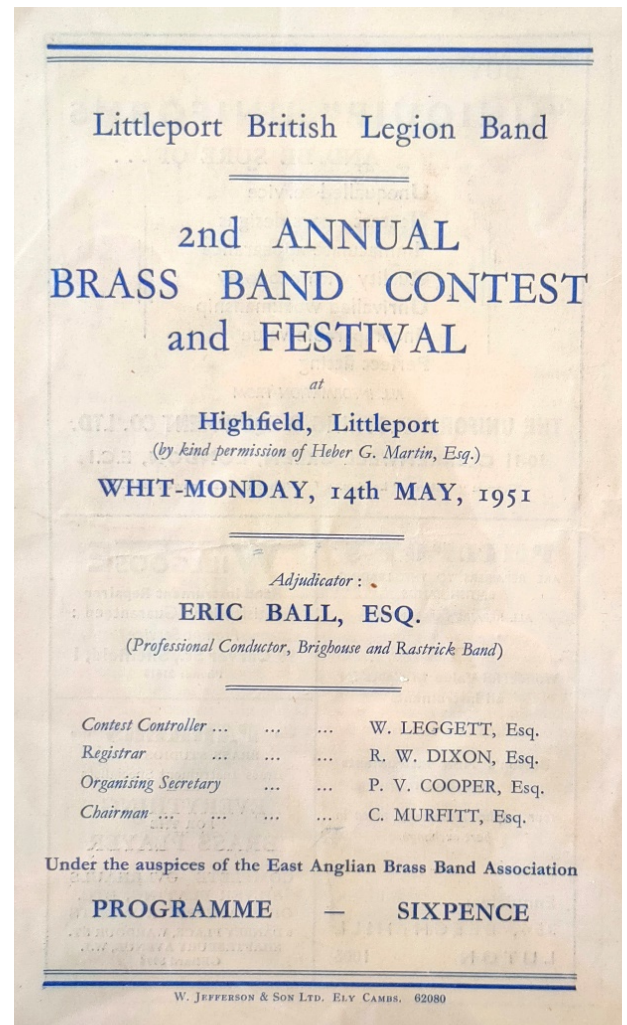 Littleport British Legion Band
2nd ANNUAL
BRASS BAND CONTEST
and FESTIVAL
at
Highfield, Littleport
(by kind permission of Heber G. Martin, Esq.)
WHIT-MONDAY, 14th MAY, 1951
Adjudicator :
ERIC BALL, ESQ.
(Professional Conductor, Brighouse and Rastrick Band)
Contest Controller ... ... ... W. LEGGETT, Esq.
Registrar ... ... ... R. W. DIXON, Esq.
Organising Secretary ... ... P. V. COOPER, Esq.
Chairman ... ... ... ... C. MURFITT, Esq.
Under the auspices of the East Anglian Brass Band Association
PROGRAMME — SIXPENCE
W. JEFFERSON & SON LTD. ELY CAMBS. 62080